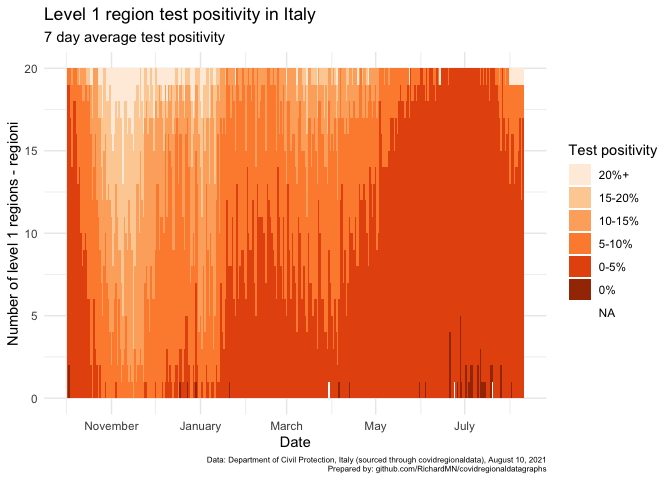 Level 1 region test positivity in Italy
7 day average test positivity
Number of level 1 regions - regioni
20
15
10
5
0
November
January
March
May
July
Date
Test positivity
20%+
15-20%
10-15%
5-10%
0-5%
0%
NA
Data: Department of Civil Protection, Italy (sourced through covidregionaldata), August 10, 2021
Prepared by: github.com/RichardMN/covidregionaldatagraphs